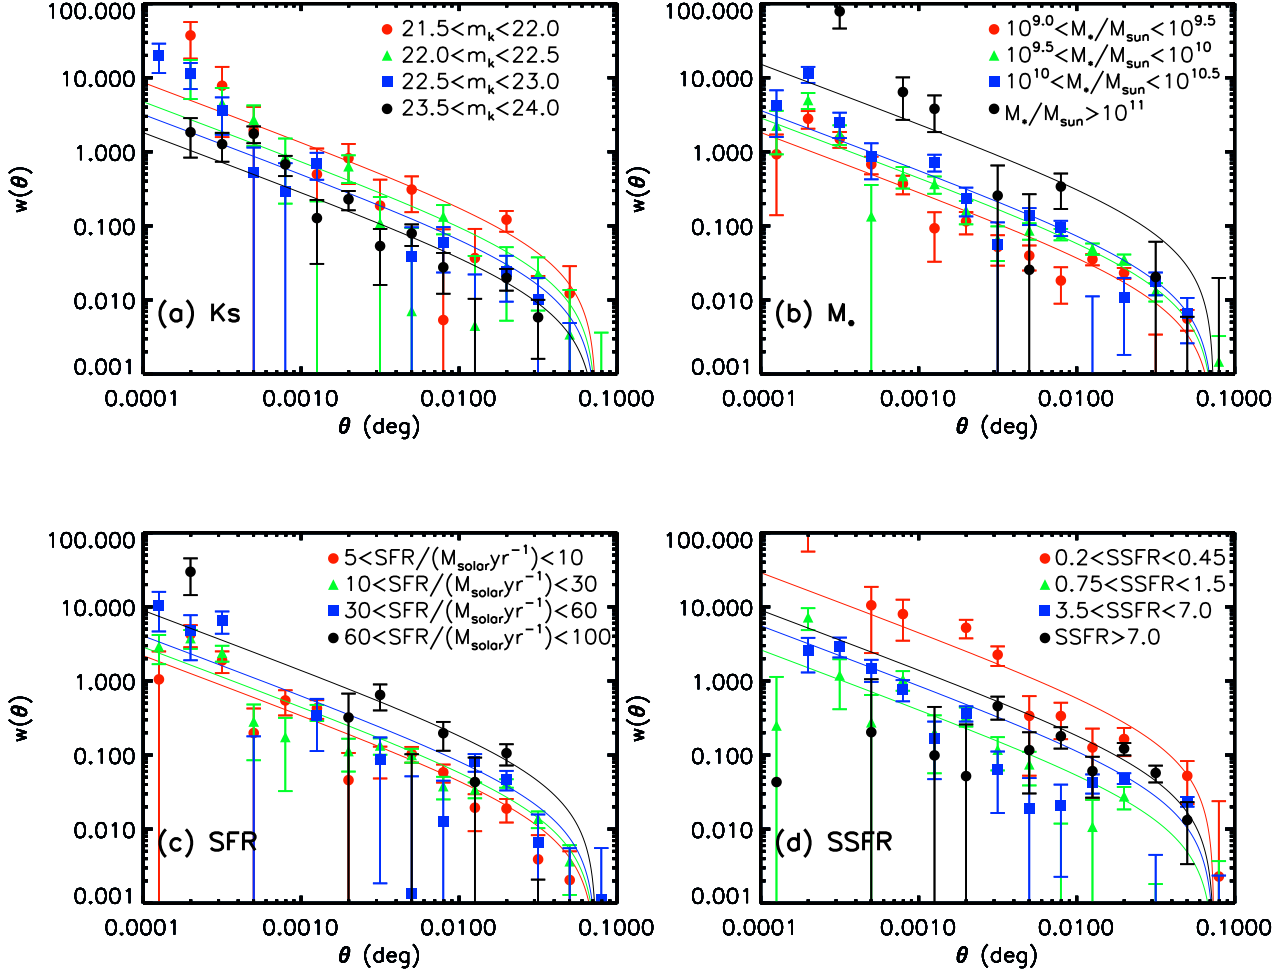 100.000
10.000
1.000
0.100
0.010
0.001
w(θ)
21.5<m_k<22.0
22.0<m_k<22.5
22.5<m_k<23.0
23.5<m_k<24.0
(a) Ks
0.0001 0.0010 0.0100 0.1000
θ (deg)
100.000
10.000
1.000
0.100
0.010
0.001
w(θ)
10^9.0<M_*/M_sun<10^9.5
10^9.5<M_*/M_sun<10^10
10^10<M_*/M_sun<10^10.5
M_*/M_sun>10^11
(b) M_*
0.0001 0.0010 0.0100 0.1000
θ (deg)
100.000
10.000
1.000
0.100
0.010
0.001
w(θ)
5<SFR/(M_solar yr^−1)<10
10<SFR/(M_solar yr^−1)<30
30<SFR/(M_solar yr^−1)<60
60<SFR/(M_solar yr^−1)<100
(c) SFR
0.0001 0.0010 0.0100 0.1000
θ (deg)
100.000
10.000
1.000
0.100
0.010
0.001
w(θ)
0.2<SSFR<0.45
0.75<SSFR<1.5
3.5<SSFR<7.0
SSFR>7.0
(d) SSFR
0.0001 0.0010 0.0100 0.1000
θ (deg)